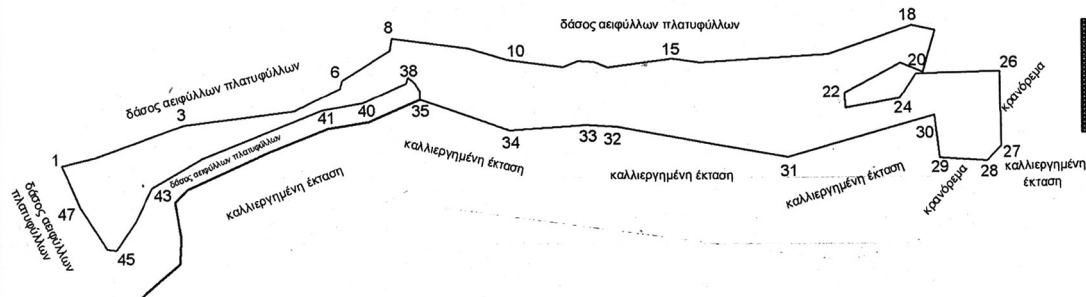 δάσος αειφύλλων πλατυφύλλων
18
8
10
15
20
26
6
38
δάσος αειφύλλων πλατυφύλλων
22
24
κρανόρεμα
3
41
40
35
34
33
32
30
27
1
δάσος αειφύλλων πλατυφύλλων
καλλιεργημένη έκταση
καλλιεργημένη έκταση
31
καλλιεργημένη έκταση
29
28
καλλιεργημένη
έκταση
κρανόρεμα
43
καλλιεργημένη έκταση
47
δάσος αειφύλλων
πλατυφύλλων
45